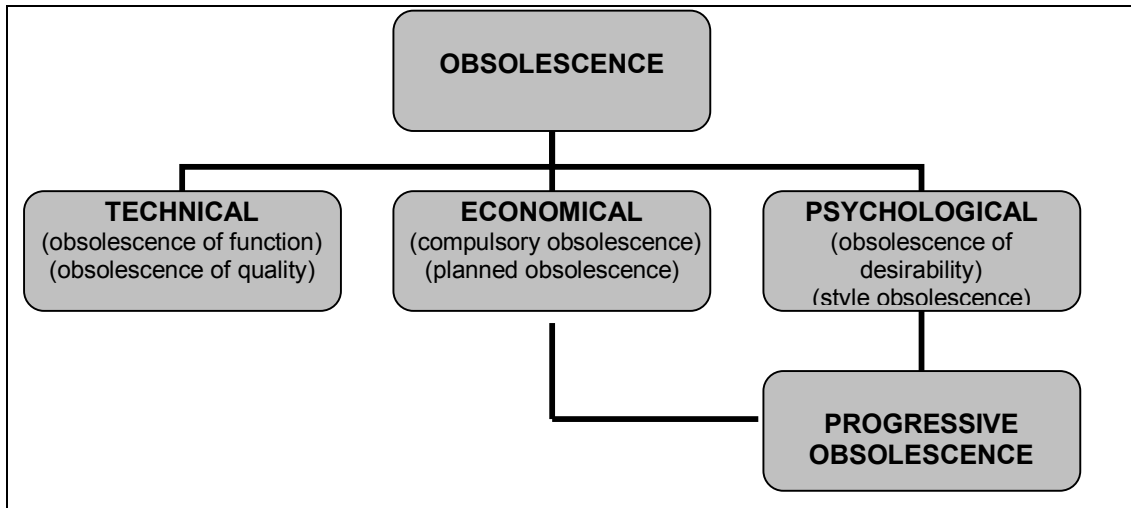 OBSOLESCENCE
TECHNICAL
(obsolescence of function)
(obsolescence of quality)
ECONOMICAL
(compulsory obsolescence)
(planned obsolescence)
PSYCHOLOGICAL
(obsolescence of
desirability)
(style obsolescence)
PROGRESSIVE
OBSOLESCENCE